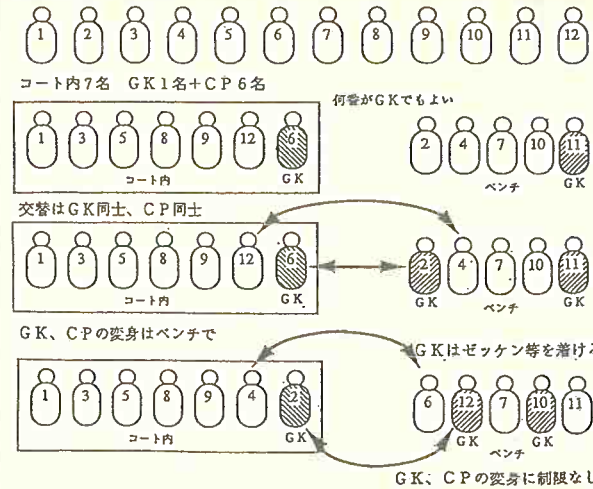 1 2 3 4 5 6 7 8 9 10 11 12
コート内7名 GK1名+CP6名
何番がGKでもよい
1 3 5 8 9 12 6
2 4 7 10 11
コート内 GK
ベンチ GK
交替はGK同士、CP同士
1 3 5 8 9 12 6
2 4 7 10 11
コート内 GK
GK ベンチ GK
GK、CPの変身はベンチで
GKはゼッケン等を着ける
1 3 5 8 9 4 2
6 12 7 10 11
コート内 GK
GK ベンチ GK
GK、CPの変身に制限なし